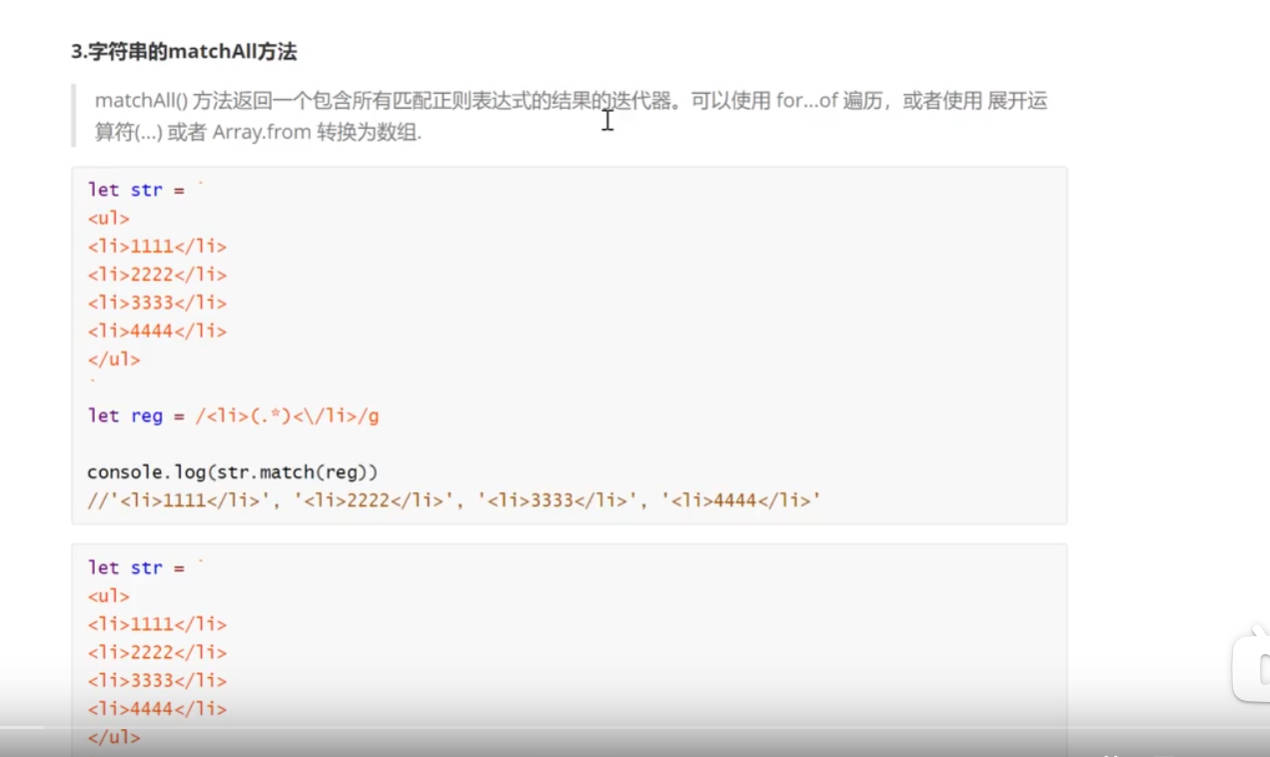 3.字符串的matchAll方法
matchAll() 方法返回一个包含所有匹配正则表达式的结果的迭代器。可以使用 for...of 遍历，或者使用 展开运
算符(...) 或者 Array.from 转换为数组.
let str = `
<ul>
<li>1111</li>
<li>2222</li>
<li>3333</li>
<li>4444</li>
</ul>
`
let reg = /<li>(.*)<\/li>/g
console.log(str.match(reg))
//'<li>1111</li>', '<li>2222</li>', '<li>3333</li>', '<li>4444</li>'
let str = `
<ul>
<li>1111</li>
<li>2222</li>
<li>3333</li>
<li>4444</li>
</ul>